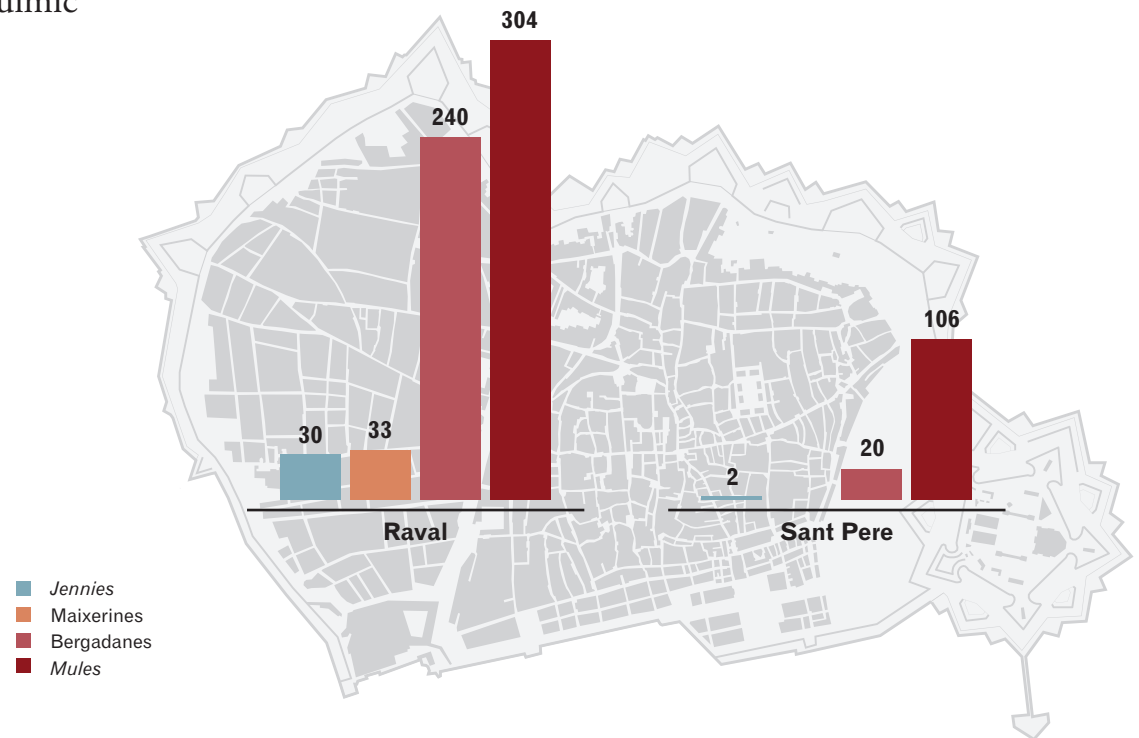 304
240
106
30
33
20
2
Raval
Sant Pere
Jennies
Maixerines
Bergadanes
Mules